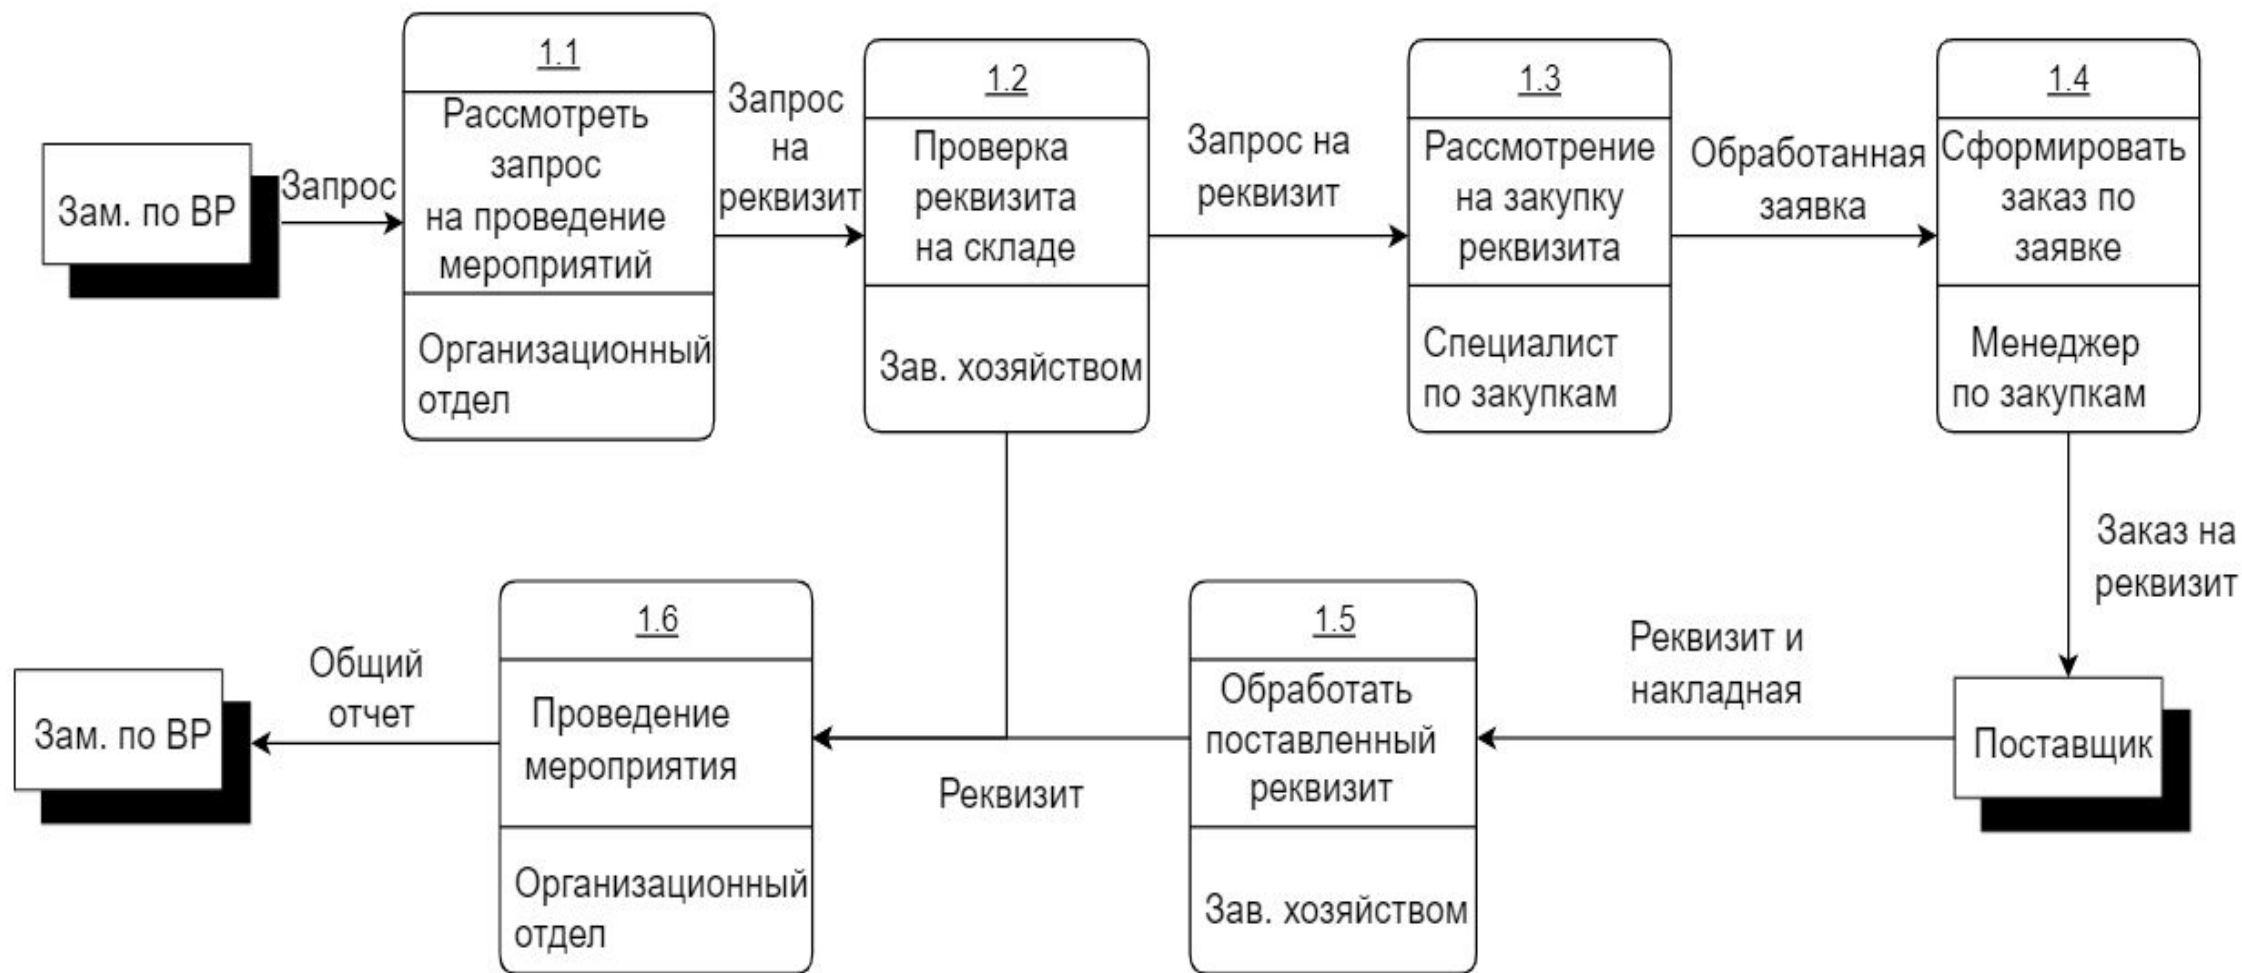 Зам. по ВР
Запрос
1.1
Рассмотреть
запрос
на проведение
мероприятий
Организационный
отдел
Запрос
на
реквизит
1.2
Проверка
реквизита
на складе
Зав. хозяйством
Запрос на
реквизит
1.3
Рассмотрение
на закупку
реквизита
Специалист
по закупкам
Обработанная
заявка
1.4
Сформировать
заказ по
заявке
Менеджер
по закупкам
Заказ на
реквизит
Поставщик
Реквизит и
накладная
1.5
Обработать
поставленный
реквизит
Зав. хозяйством
Реквизит
1.6
Проведение
мероприятия
Организационный
отдел
Общий
отчет
Зам. по ВР